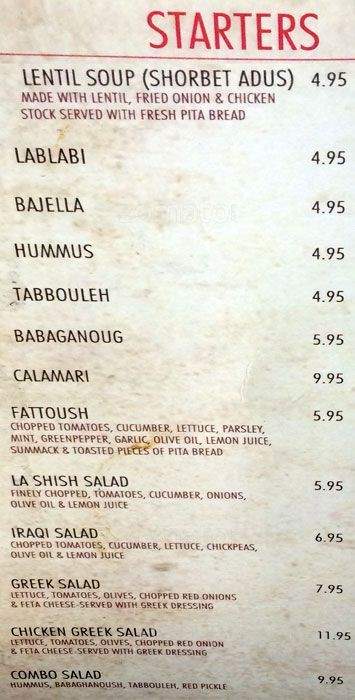 STARTERS
LENTIL SOUP (SHORBET ADUS) 4.95
MADE WITH LENTIL, FRIED ONION & CHICKEN
STOCK SERVED WITH FRESH PITA BREAD
LABLABI 4.95
BAJELLA 4.95
zomato
HUMMUS 4.95
TABBOULEH 4.95
BABAGANOUG 5.95
CALAMARI 9.95
FATTOUSH 5.95
CHOPPED TOMATOES, CUCUMBER, LETTUCE, PARSLEY,
MINT, GREENPEPPER, GARLIC, OLIVE OIL, LEMON JUICE,
SUMMACK & TOASTED PIECES OF PITA BREAD
LA SHISH SALAD 5.95
FINELY CHOPPED, TOMATOES, CUCUMBER, ONIONS,
OLIVE OIL & LEMON JUICE
IRAQI SALAD 6.95
CHOPPED TOMATOES, CUCUMBER, LETTUCE, CHICKPEAS,
OLIVE OIL & LEMON JUICE
GREEK SALAD 7.95
LETTUCE, TOMATOES, OLIVES, CHOPPED RED ONIONS
& FETA CHEESE-SERVED WITH GREEK DRESSING
CHICKEN GREEK SALAD 11.95
LETTUCE, TOMATOES, OLIVES, CHOPPED RED ONION
& FETA CHEESE-SERVED WITH GREEK DRESSING
COMBO SALAD 9.95
HUMMUS, BABAGHANOUSH, TABBOULEH, RED PICKLE